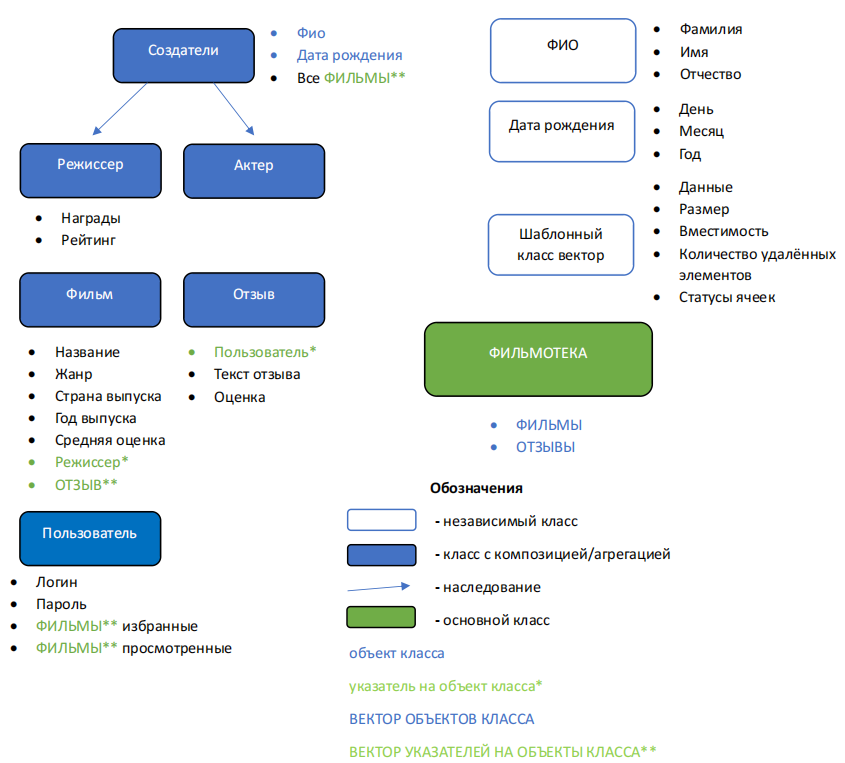 Создатели
Фио
Дата рождения
Все ФИЛЬМЫ**
Режиссер
Актер
Награды
Рейтинг
Фильм
Отзыв
Название
Жанр
Страна выпуска
Год выпуска
Средняя оценка
Режиссер*
ОТЗЫВ**
Пользователь*
Текст отзыва
Оценка
Пользователь
Логин
Пароль
ФИЛЬМЫ** избранные
ФИЛЬМЫ** просмотренные
ФИО
Фамилия
Имя
Отчество
Дата рождения
День
Месяц
Год
Шаблонный
класс вектор
Данные
Размер
Вместимость
Количество удалённых
элементов
Статусы ячеек
ФИЛЬМОТЕКА
ФИЛЬМЫ
ОТЗЫВЫ
Обозначения
- независимый класс
- класс с композицией/агрегацией
- наследование
- основной класс
объект класса
указатель на объект класса*
ВЕКТОР ОБЪЕКТОВ КЛАССА
ВЕКТОР УКАЗАТЕЛЕЙ НА ОБЪЕКТЫ КЛАССА**